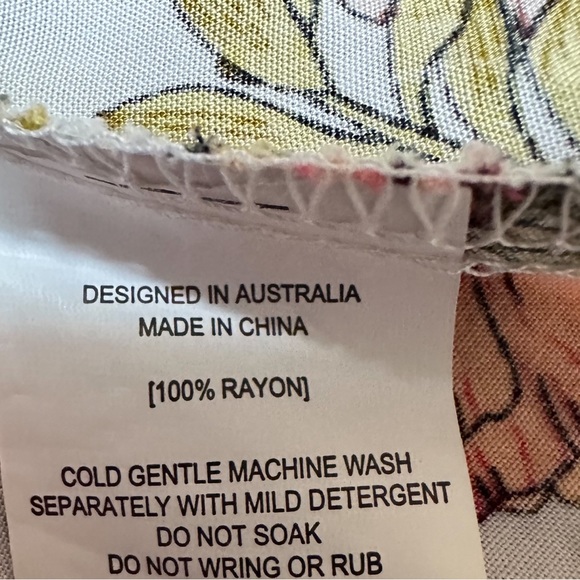 DESIGNED IN AUSTRALIA
MADE IN CHINA
[100% RAYON]
COLD GENTLE MACHINE WASH
SEPARATELY WITH MILD DETERGENT
DO NOT SOAK
DO NOT WRING OR RUB